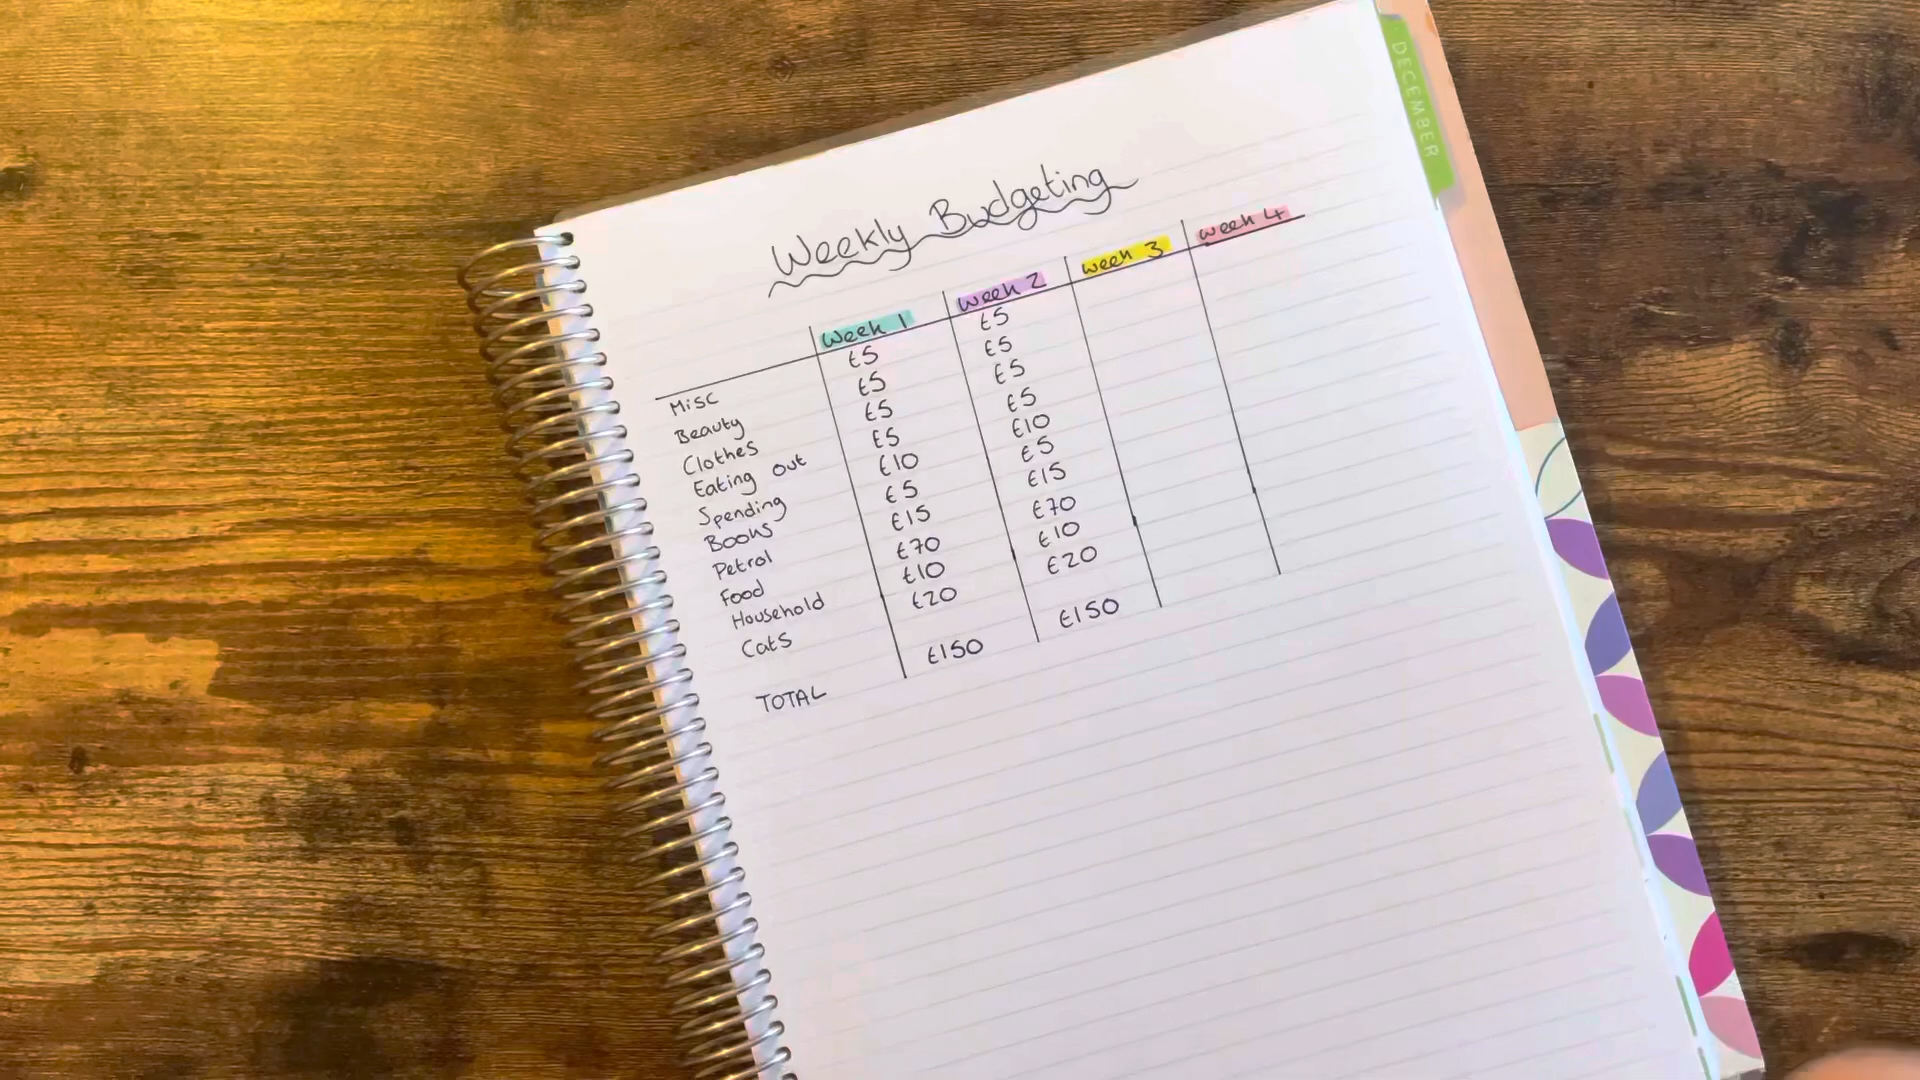 DECEMBER
Weekly Budgeting
Week 1 Week 2 Week 3 Week 4
Misc £5 £5
Beauty £5 £5
Clothes £5 £5
Eating out £5 £5
Spending £10 £10
Books £5 £5
Petrol £15 £15
Food £70 £70
Household £10 £10
Cats £20 £20
TOTAL £150 £150